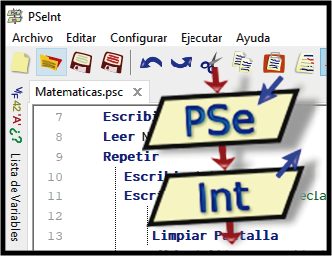 PSeInt
Archivo Editar Configurar Ejecutar Ayuda
Matematicas.psc X
7 Escribi
8 Leer N
9 Repetir
10 Escrib
11 Escri ecla
12
13 Limpiar Pantalla
PSe
Int
Lista de Variables